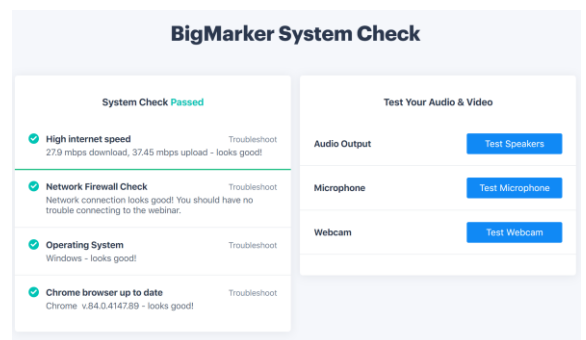 BigMarker System Check
System Check Passed
High internet speed Troubleshoot
27.9 mbps download, 37.45 mbps upload - looks good!
Network Firewall Check Troubleshoot
Network connection looks good! You should have no
trouble connecting to the webinar.
Operating System Troubleshoot
Windows - looks good!
Chrome browser up to date Troubleshoot
Chrome v.84.0.4147.89 - looks good!
Test Your Audio & Video
Audio Output Test Speakers
Microphone Test Microphone
Webcam Test Webcam